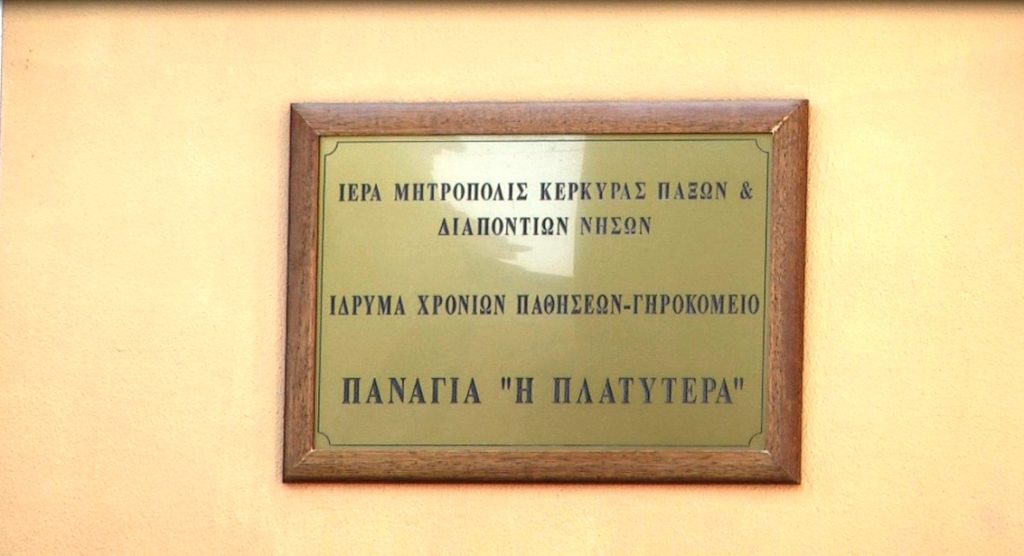 ΙΕΡΑ ΜΗΤΡΟΠΟΛΙΣ ΚΕΡΚΥΡΑΣ ΠΑΞΩΝ &
ΔΙΑΠΟΝΤΙΩΝ ΝΗΣΩΝ
ΙΔΡΥΜΑ ΧΡΟΝΙΩΝ ΠΑΘΗΣΕΩΝ-ΓΗΡΟΚΟΜΕΙΟ
ΠΑΝΑΓΙΑ "Η ΠΛΑΤΥΤΕΡΑ"